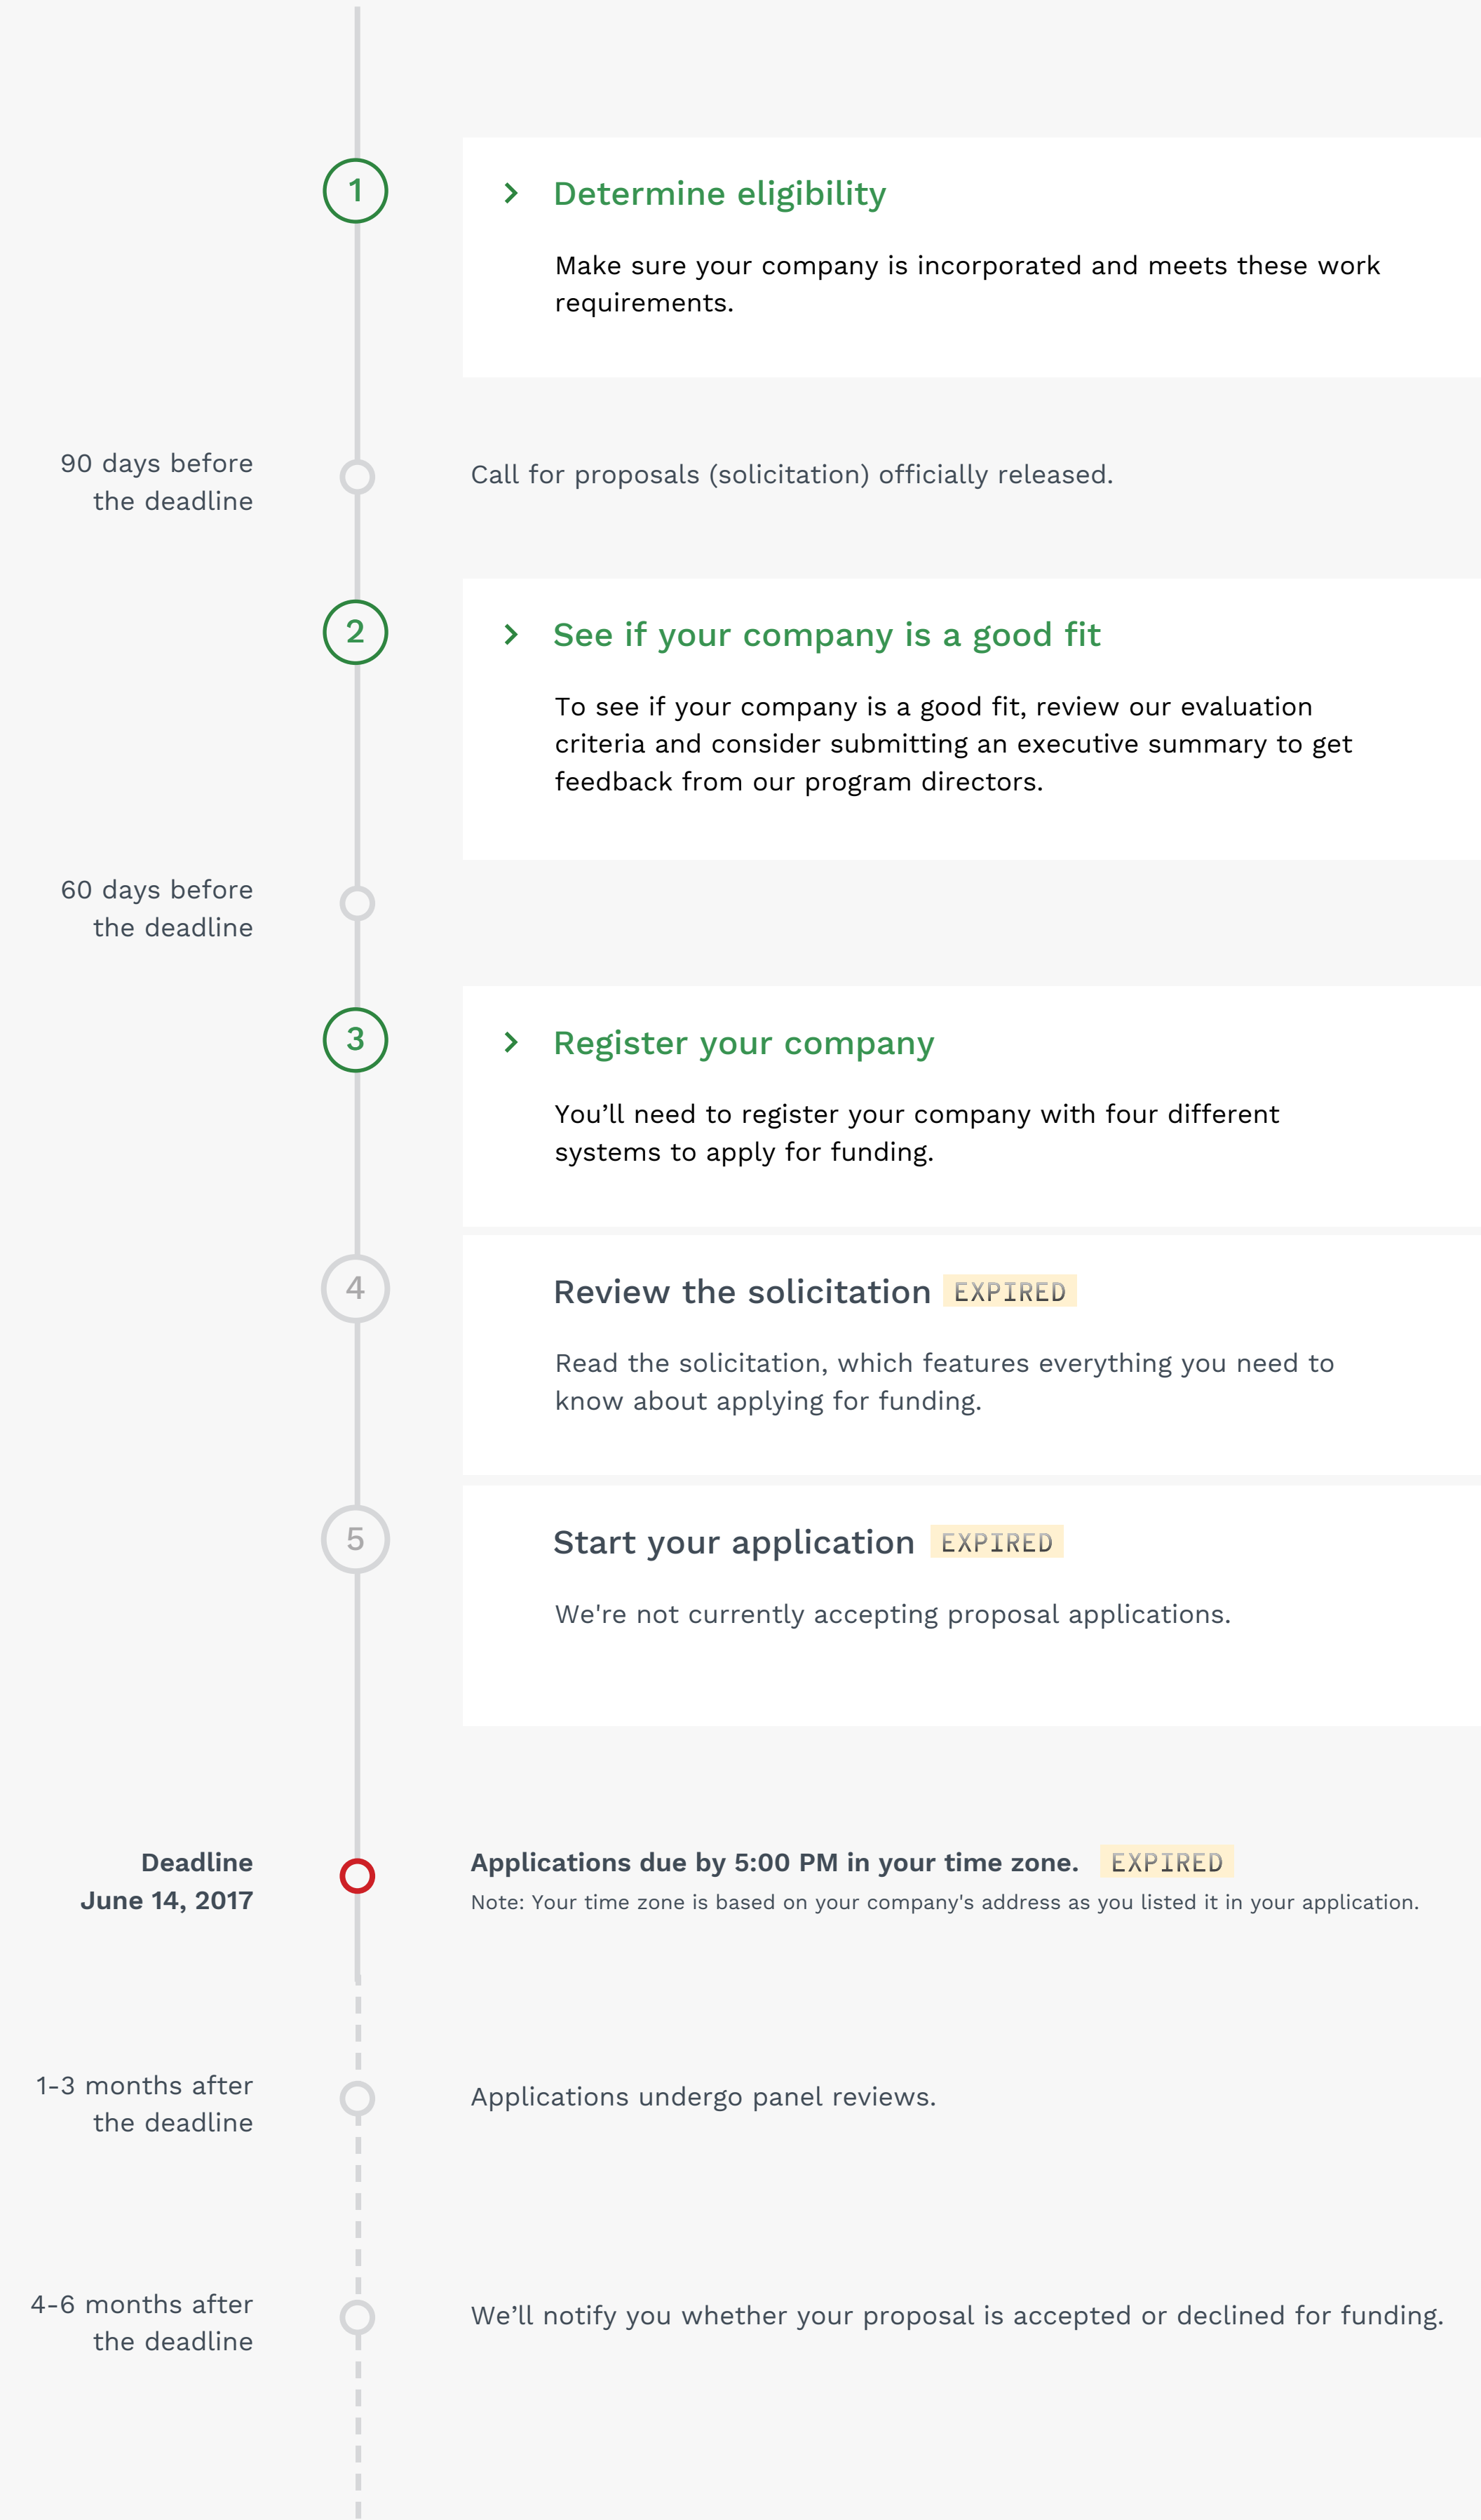 1
Determine eligibility
Make sure your company is incorporated and meets these work
requirements.
90 days before
the deadline
Call for proposals (solicitation) officially released.
2
See if your company is a good fit
To see if your company is a good fit, review our evaluation
criteria and consider submitting an executive summary to get
feedback from our program directors.
60 days before
the deadline
3
Register your company
You’ll need to register your company with four different
systems to apply for funding.
4
Review the solicitation EXPIRED
Read the solicitation, which features everything you need to
know about applying for funding.
5
Start your application EXPIRED
We're not currently accepting proposal applications.
Deadline
June 14, 2017
Applications due by 5:00 PM in your time zone. EXPIRED
Note: Your time zone is based on your company's address as you listed it in your application.
1-3 months after
the deadline
Applications undergo panel reviews.
4-6 months after
the deadline
We’ll notify you whether your proposal is accepted or declined for funding.